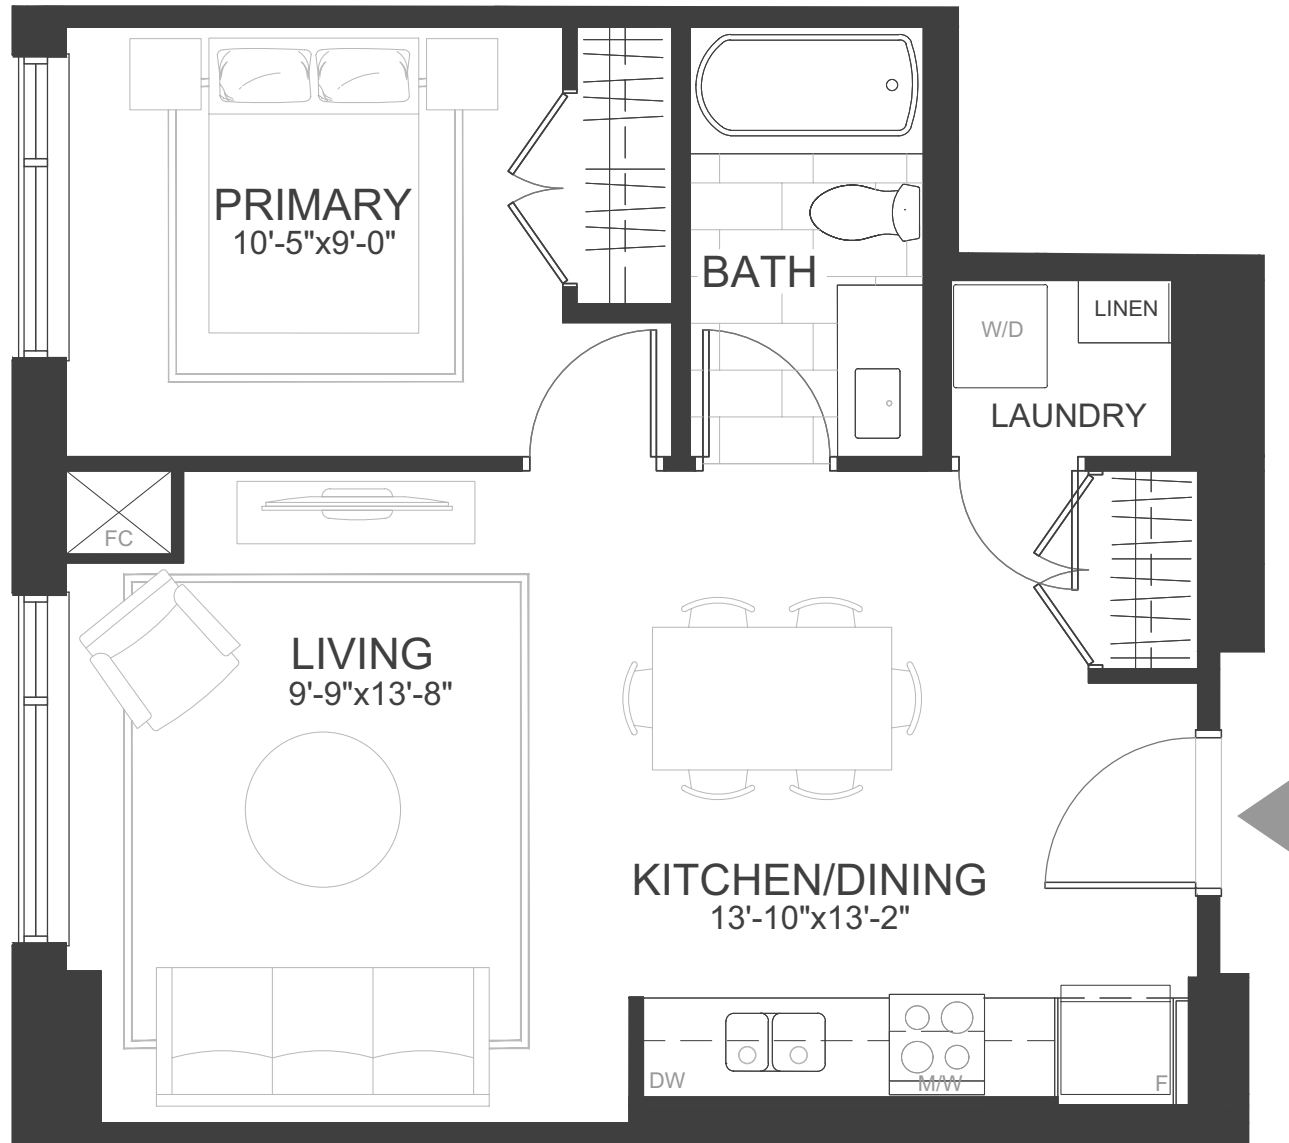 PRIMARY
10'-5"x9'-0"
BATH
W/D
LINEN
LAUNDRY
FC
LIVING
9'-9"x13'-8"
KITCHEN/DINING
13'-10"x13'-2"
DW
M/W
F